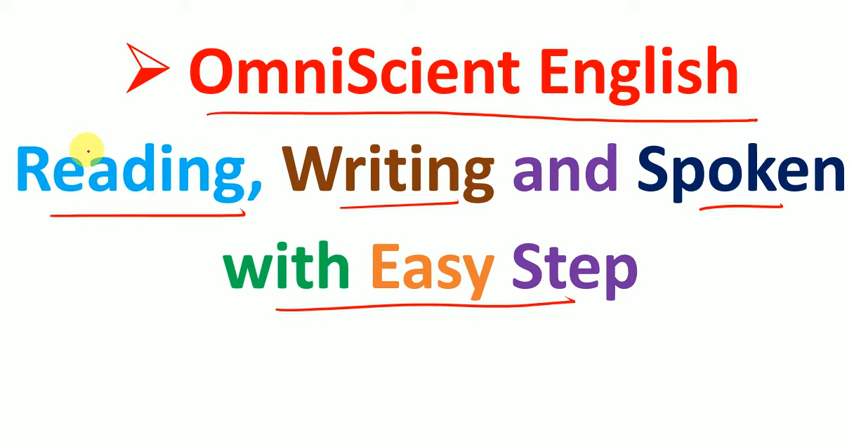 OmniScient English
Reading, Writing and Spoken
with Easy Step